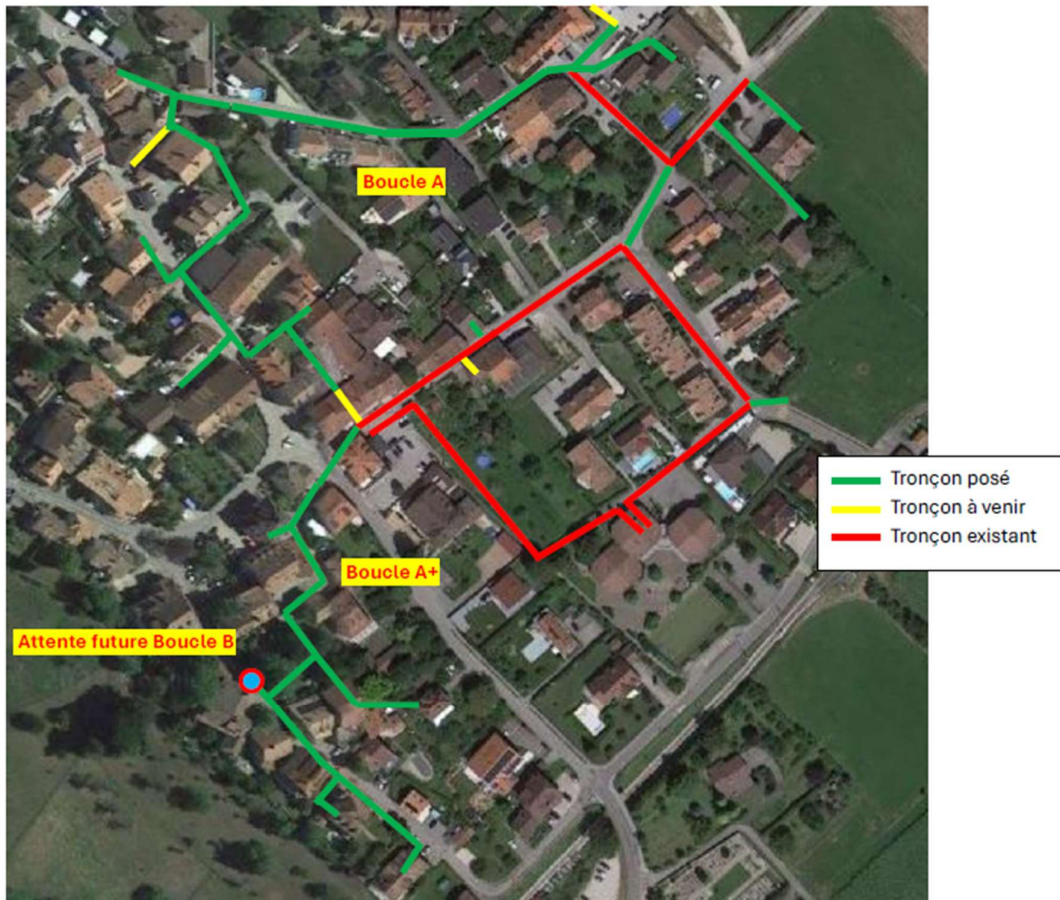 Boucle A
Boucle A+
Attente future Boucle B
Tronçon posé
Tronçon à venir
Tronçon existant